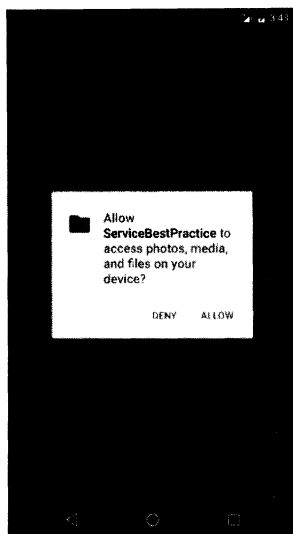 3:43
Allow
ServiceBestPractice to
access photos, media,
and files on your
device?
DENY ALLOW